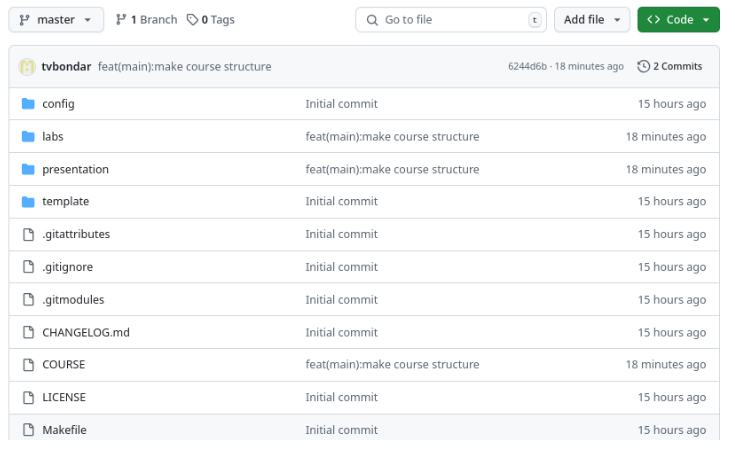 master 1 Branch 0 Tags Go to file t Add file Code
tvbondar feat(main):make course structure 6244d6b · 18 minutes ago 2 Commits
config Initial commit 15 hours ago
labs feat(main):make course structure 18 minutes ago
presentation feat(main):make course structure 18 minutes ago
template Initial commit 15 hours ago
.gitattributes Initial commit 15 hours ago
.gitignore Initial commit 15 hours ago
.gitmodules Initial commit 15 hours ago
CHANGELOG.md Initial commit 15 hours ago
COURSE feat(main):make course structure 18 minutes ago
LICENSE Initial commit 15 hours ago
Makefile Initial commit 15 hours ago